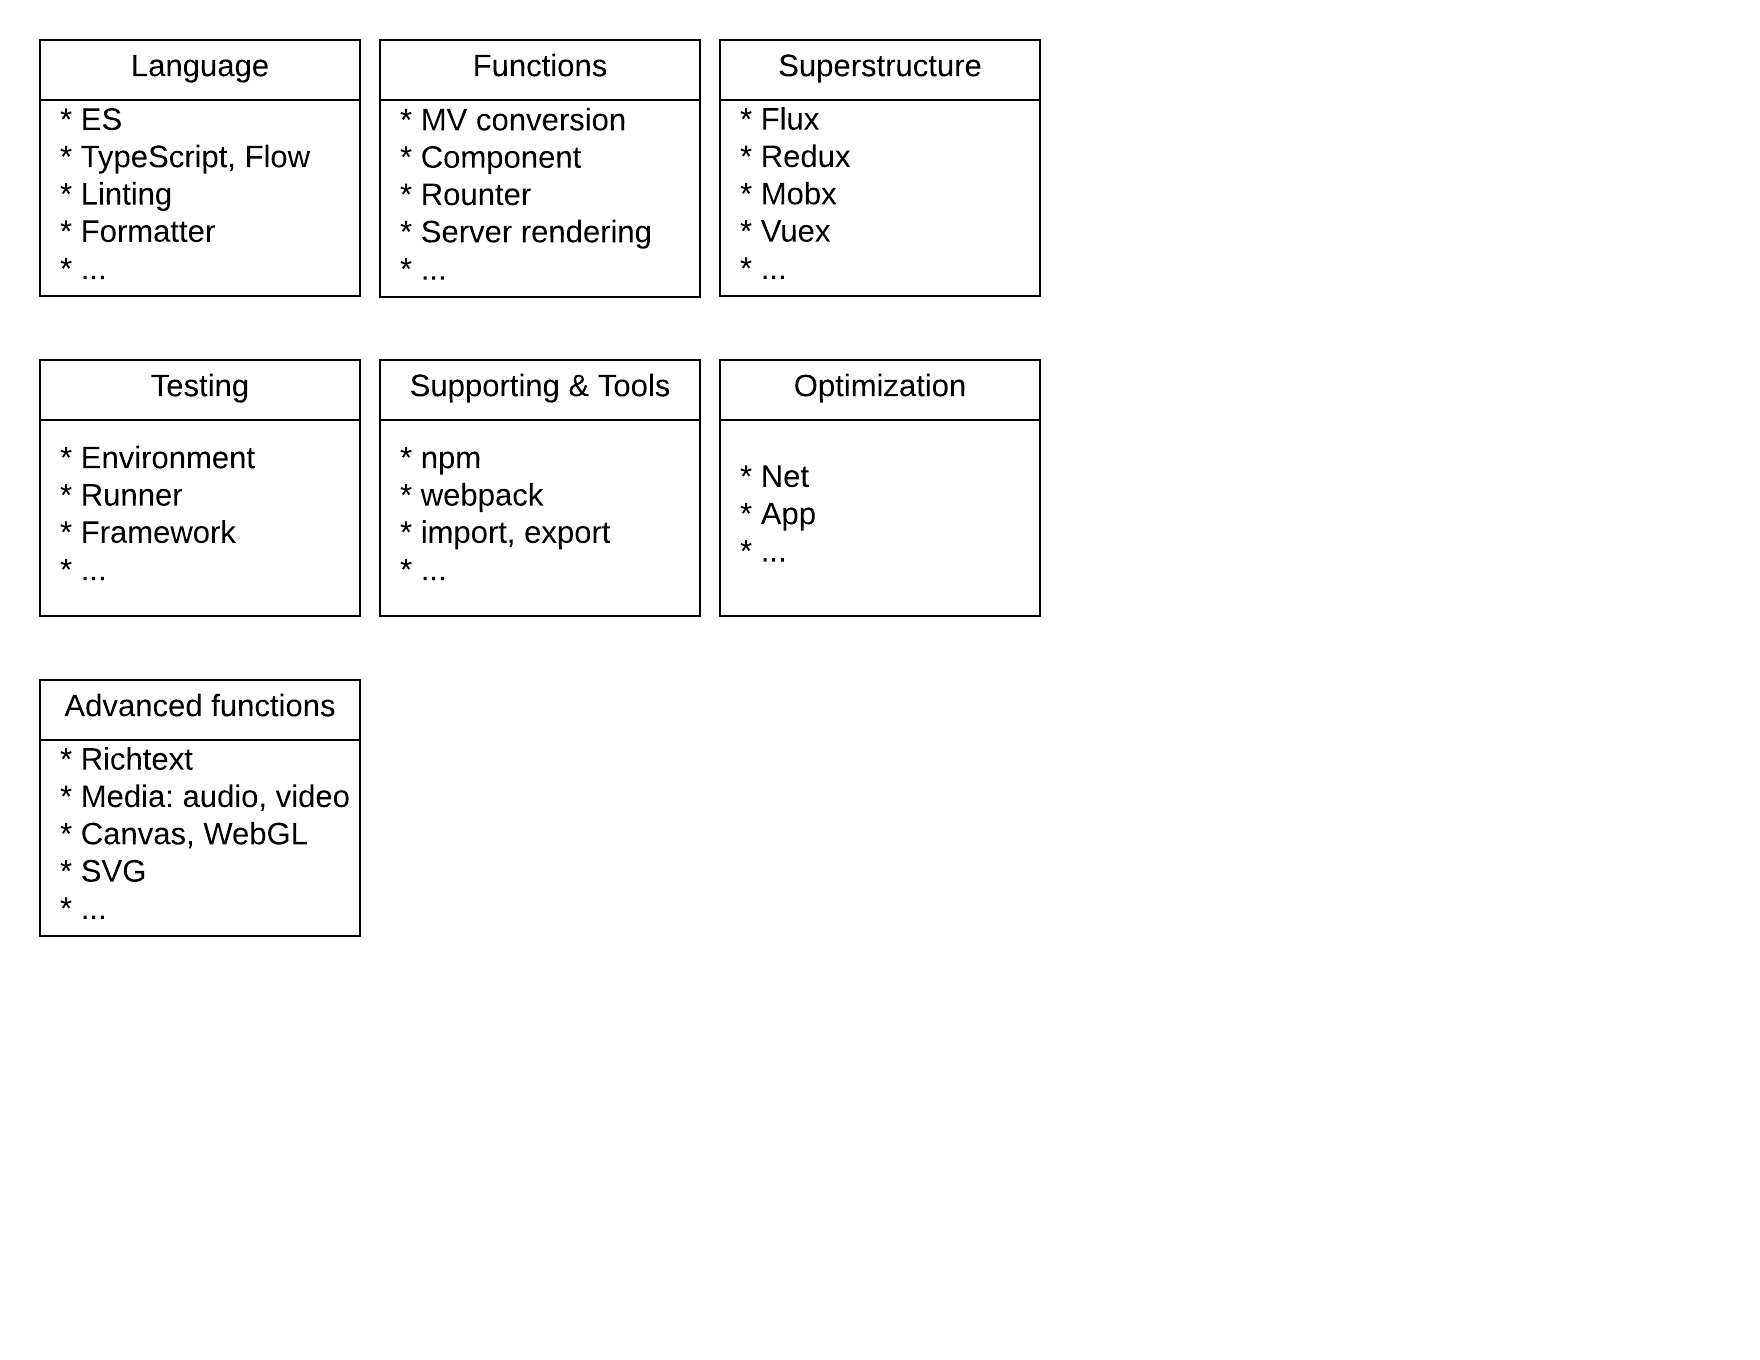 Language
* ES
* TypeScript, Flow
* Linting
* Formatter
* ...
Functions
* MV conversion
* Component
* Rounter
* Server rendering
* ...
Superstructure
* Flux
* Redux
* Mobx
* Vuex
* ...
Testing
* Environment
* Runner
* Framework
* ...
Supporting & Tools
* npm
* webpack
* import, export
* ...
Optimization
* Net
* App
* ...
Advanced functions
* Richtext
* Media: audio, video
* Canvas, WebGL
* SVG
* ...